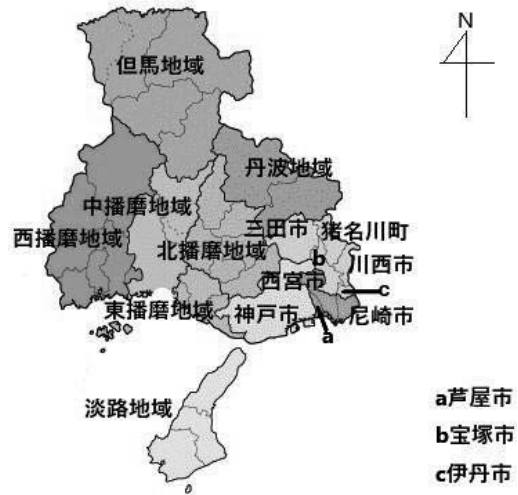 N
但馬地域
丹波地域
中播磨地域
三田市
猪名川町
西播磨地域
北播磨地域
b
川西市
西宮市
c
東播磨地域
神戸市
尼崎市
a
淡路地域
a芦屋市
b宝塚市
c伊丹市